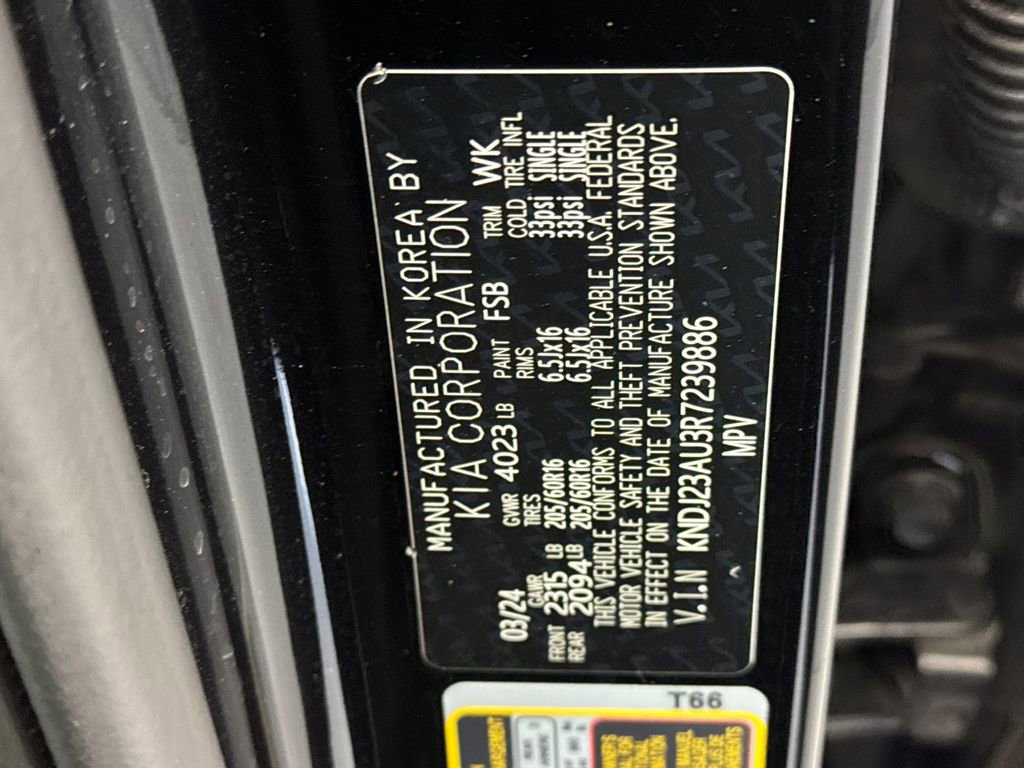 MANUFACTURED IN KOREA BY
KIA CORPORATION
03/24 GVWR 4023 LB PAINT FSB TRIM WK
GAWR TIRES RIMS COLD TIRE INFL
FRONT 2315 LB 205/60R16 6.5Jx16 33psi SINGLE
REAR 2094 LB 205/60R16 6.5Jx16 33psi SINGLE
THIS VEHICLE CONFORMS TO ALL APPLICABLE U.S.A. FEDERAL
MOTOR VEHICLE SAFETY AND THEFT PREVENTION STANDARDS
IN EFFECT ON THE DATE OF MANUFACTURE SHOWN ABOVE.
V.I.N KNDJ23AU3R7239886
^ MPV
T66